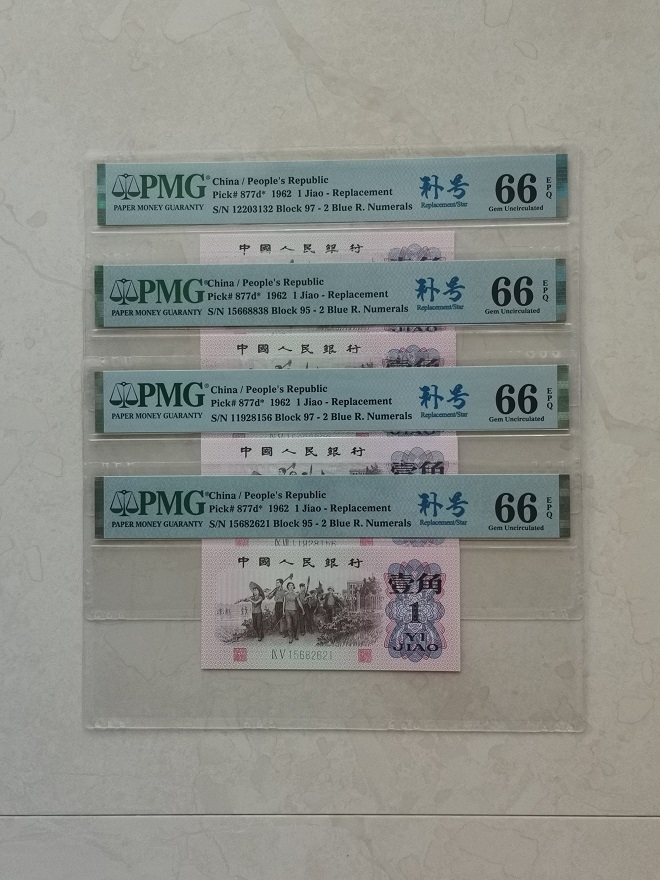 PMG
PAPER MONEY GUARANTY
China / People's Republic
Pick# 877d* 1962 1 Jiao - Replacement
S/N 12203132 Block 97 - 2 Blue R. Numerals
补号
Replacement/Star
66
EPQ
Gem Uncirculated
中國人民銀行
PMG
PAPER MONEY GUARANTY
China / People's Republic
Pick# 877d* 1962 1 Jiao - Replacement
S/N 15668838 Block 95 - 2 Blue R. Numerals
补号
Replacement/Star
66
EPQ
Gem Uncirculated
JIAO
中國人民銀行
壹角
PMG
PAPER MONEY GUARANTY
China / People's Republic
Pick# 877d* 1962 1 Jiao - Replacement
S/N 11928156 Block 97 - 2 Blue R. Numerals
补号
Replacement/Star
66
EPQ
Gem Uncirculated
中國人民銀行
壹角
PMG
PAPER MONEY GUARANTY
China / People's Republic
Pick# 877d* 1962 1 Jiao - Replacement
S/N 15682621 Block 95 - 2 Blue R. Numerals
补号
Replacement/Star
66
EPQ
Gem Uncirculated
11928156
中國人民銀行
壹角
1
YI
JIAO
IX V 15682621